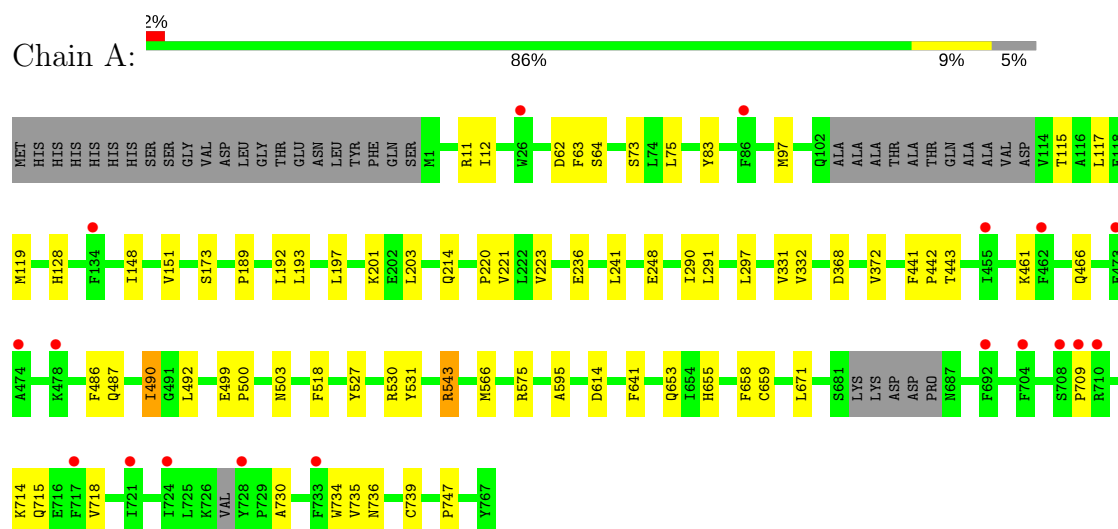 2%
Chain A:
86% 9% 5%
MET HIS HIS HIS HIS HIS HIS SER SER GLY VAL ASP LEU GLY THR GLU ASN LEU TYR PHE GLN SER M1 R11 I12 W26 D62 F63 S64 S73 L74 L75 Y83 F86 M97 Q102 ALA ALA ALA THR ALA THR GLN ALA ALA VAL ASP V114 T115 A116 L117
M119 H128 F134 I148 V151 S173 P189 L192 L193 L197 K201 E202 L203 Q214 P220 V221 L222 V223 E236 L241 E248 I290 L291 L297 V331 V332 D368 V372 F441 P442 T443 I455 K461 F462 Q466
A474 K478 F486 Q487 I490 G491 L492 E499 P500 N503 F518 Y527 R530 Y531 R543 M566 R575 A595 D614 F641 Q653 I654 H655 F658 C659 L671 S681 LYS LYS ASP ASP PRO N687 F692 F704 S708 P709 R710
K714 Q715 E716 F717 V718 I721 I724 L725 K726 VAL Y728 P729 A730 F733 W734 V735 N736 C739 P747 Y767